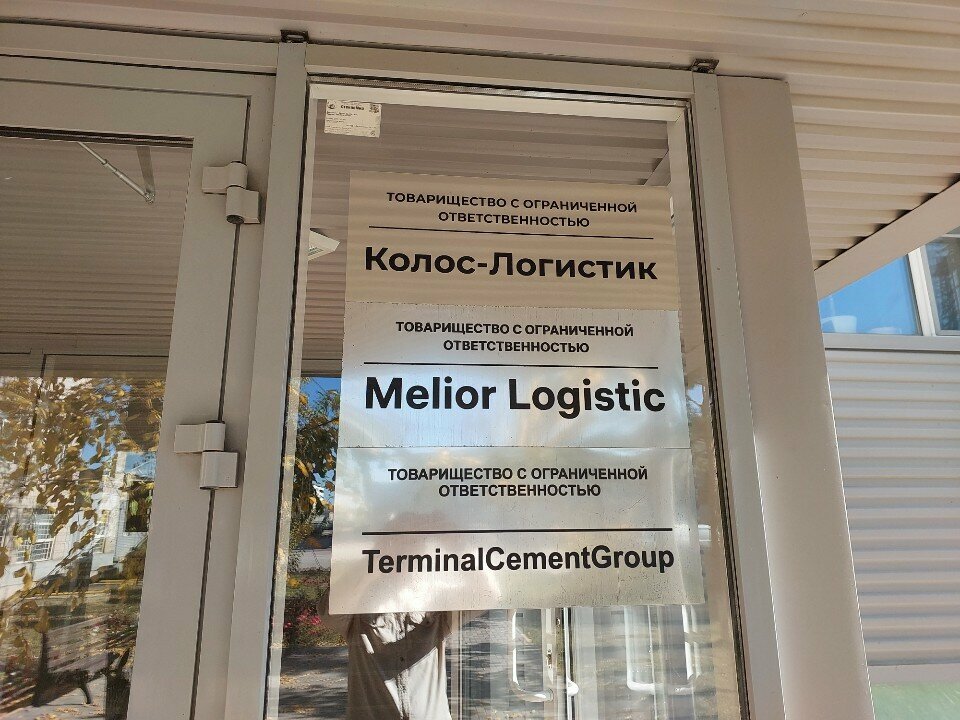 ТОВАРИЩЕСТВО С ОГРАНИЧЕННОЙ
ОТВЕТСТВЕННОСТЬЮ
Колос-Логистик
ТОВАРИЩЕСТВО С ОГРАНИЧЕННОЙ
ОТВЕТСТВЕННОСТЬЮ
Melior Logistic
ТОВАРИЩЕСТВО С ОГРАНИЧЕННОЙ
ОТВЕТСТВЕННОСТЬЮ
TerminalCementGroup